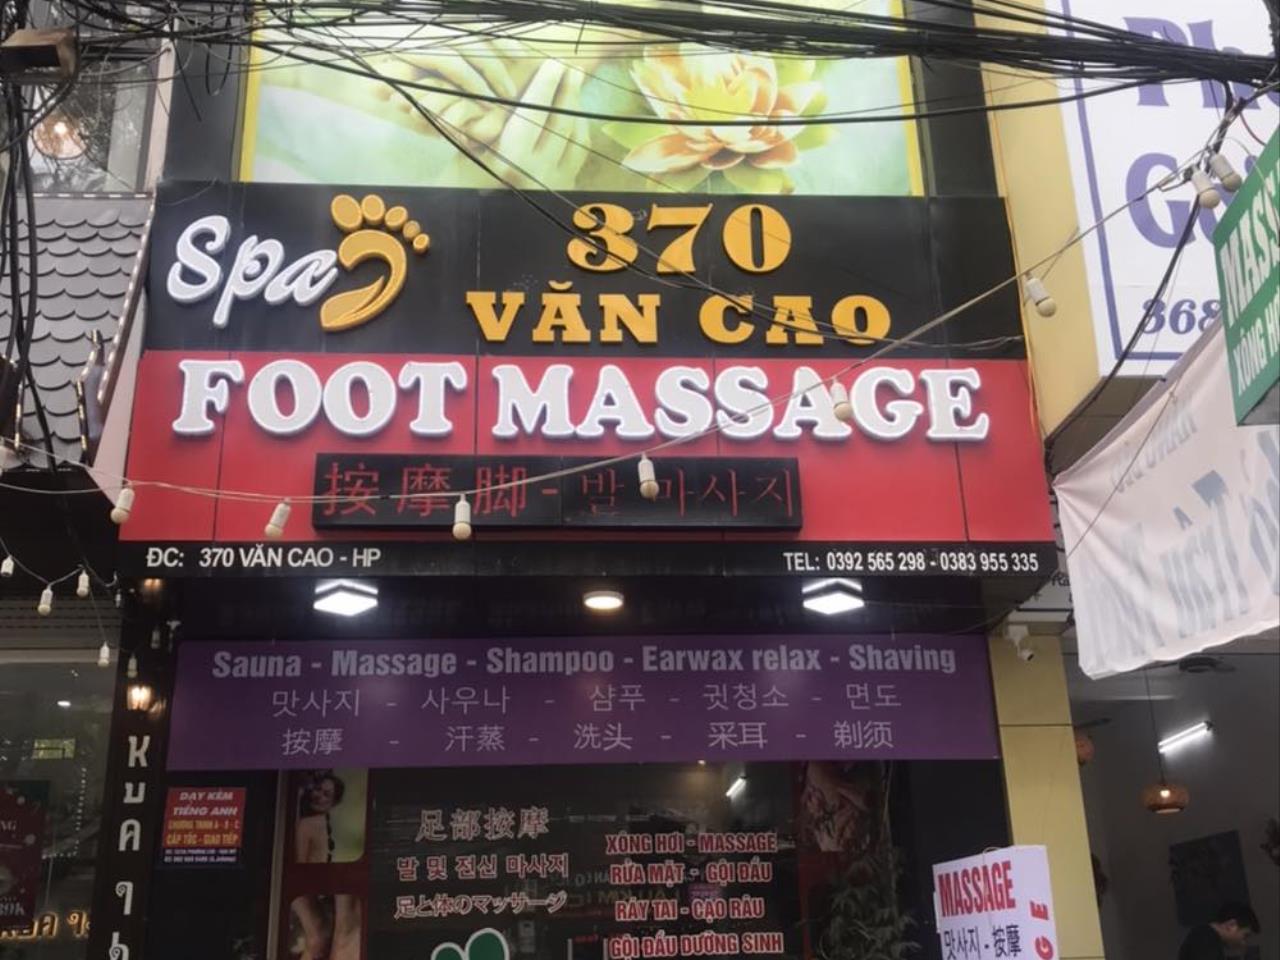 Spa
370
VĂN CAO
FOOT MASSAGE
按摩脚 - 발 마사지
ĐC: 370 VĂN CAO - HP
TEL: 0392 565 298 - 0383 955 335
Sauna - Massage - Shampoo - Earwax relax - Shaving
맛사지 - 사우나 - 샴푸 - 귓청소 - 면도
按摩 - 汗蒸 - 洗头 - 采耳 - 剃须
足部按摩
발 및 전신 마사지
足と体のマッサージ
XÔNG HƠI - MASSAGE
RỬA MẶT - GỘI ĐẦU
RÁY TAI - CẠO RÂU
GỘI ĐẦU DƯỠNG SINH
DẠY KÈM
TIẾNG ANH
CẤP TỐC - GIAO TIẾP
MASSAGE
맛사지 - 按摩
368